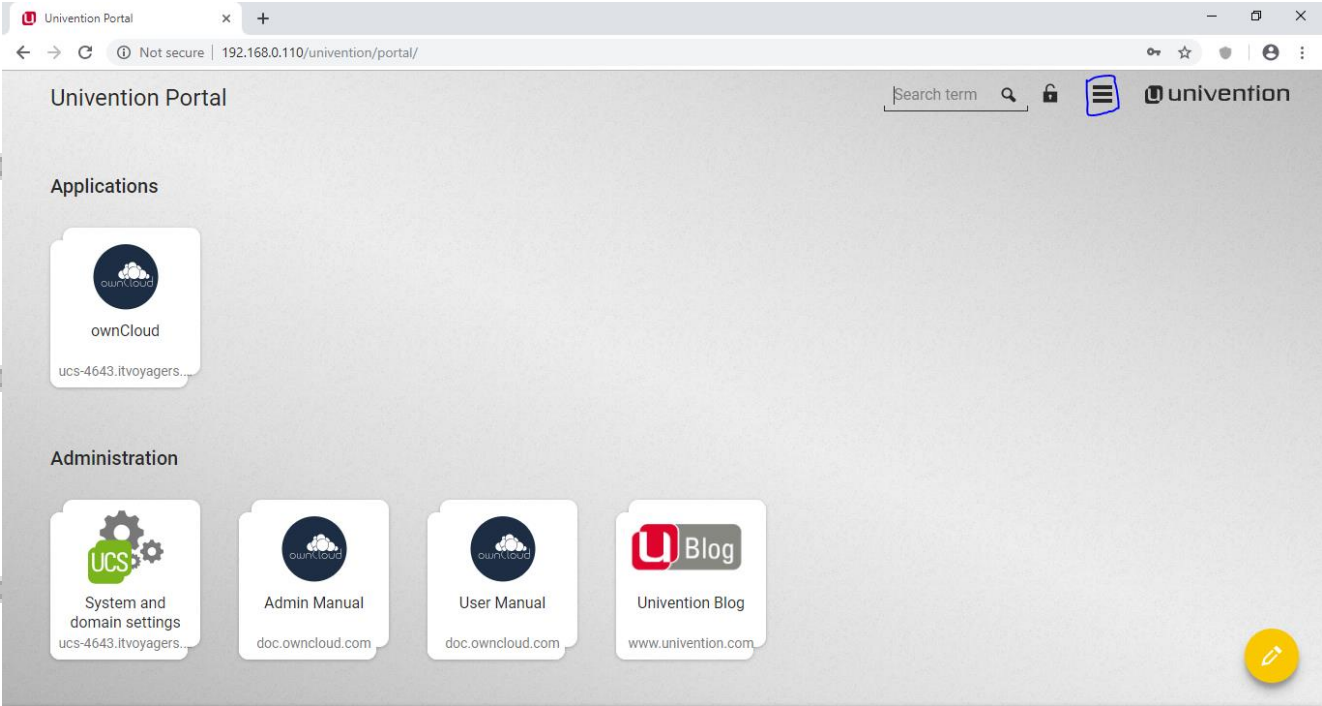 Univention Portal
Not secure | 192.168.0.110/univention/portal/
Univention Portal
Search term
univention
Applications
ownCloud
ownCloud
ucs-4643.itvoyagers....
Administration
UCS
System and
domain settings
ucs-4643.itvoyagers....
ownCloud
Admin Manual
doc.owncloud.com
ownCloud
User Manual
doc.owncloud.com
U Blog
Univention Blog
www.univention.com